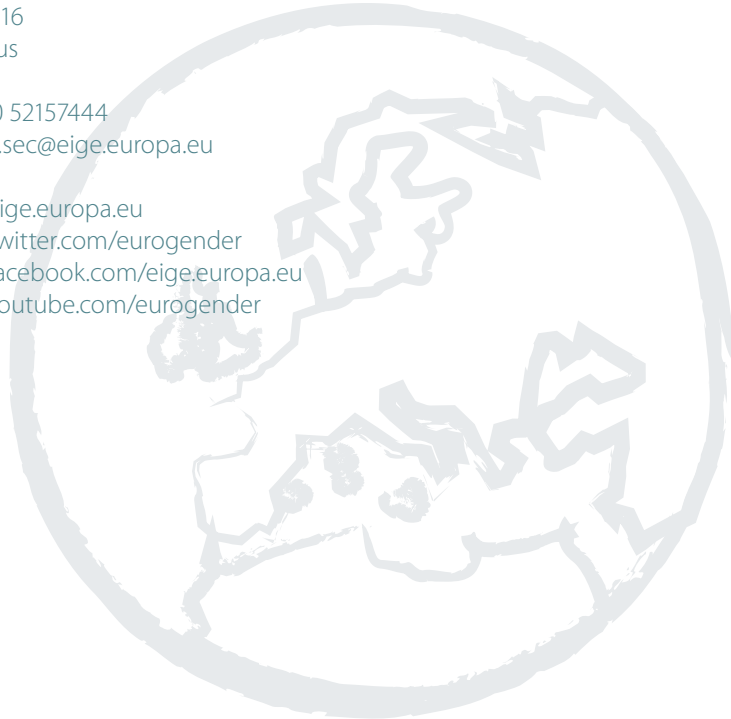 16
us
0 52157444
.sec@eige.europa.eu
ige.europa.eu
witter.com/eurogender
acebook.com/eige.europa.eu
outube.com/eurogender